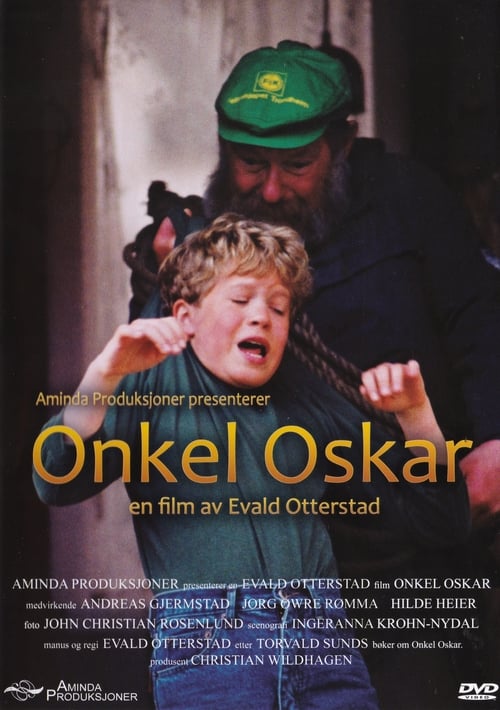 FKT
Aminda Produksjoner presenterer
Onkel Oskar
en film av Evald Otterstad
AMINDA PRODUKSJONER presenterer en EVALD OTTERSTAD film ONKEL OSKAR
medvirkende ANDREAS GJERMSTAD JØRG ØWRE RØMMA HILDE HEIER
foto JOHN CHRISTIAN ROSENLUND scenografi INGERANNA KROHN-NYDAL
manus og regi EVALD OTTERSTAD etter TORVALD SUNDS bøker om Onkel Oskar.
produsent CHRISTIAN WILDHAGEN
AMINDA
PRODUKSJONER
DVD
VIDEO